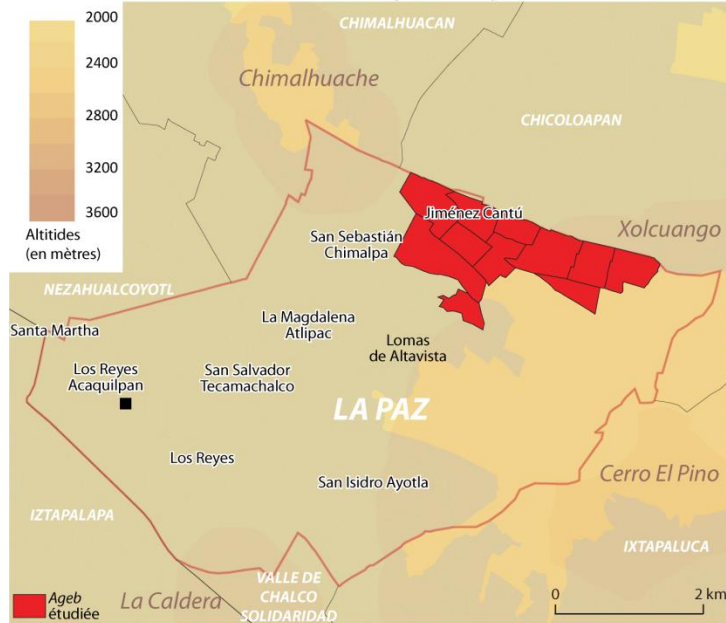 2000
2400
2800
3200
3600
Altitudes
(en mètres)
CHIMALHUACAN
Chimalhuache
CHICOLOAPAN
Jiménez Cantú
San Sebastián
Chimalpa
Xolcuango
NEZAHUALCOYOTL
Santa Martha
La Magdalena
Atlipac
Lomas
de Altavista
Los Reyes
Acaquilpan
San Salvador
Tecamachalco
LA PAZ
Los Reyes
San Isidro Ayotla
Cerro El Pino
IZTAPALAPA
IXTAPALUCA
La Caldera
VALLE DE
CHALCO
SOLIDARIDAD
Ageb
étudiée
0 2 km